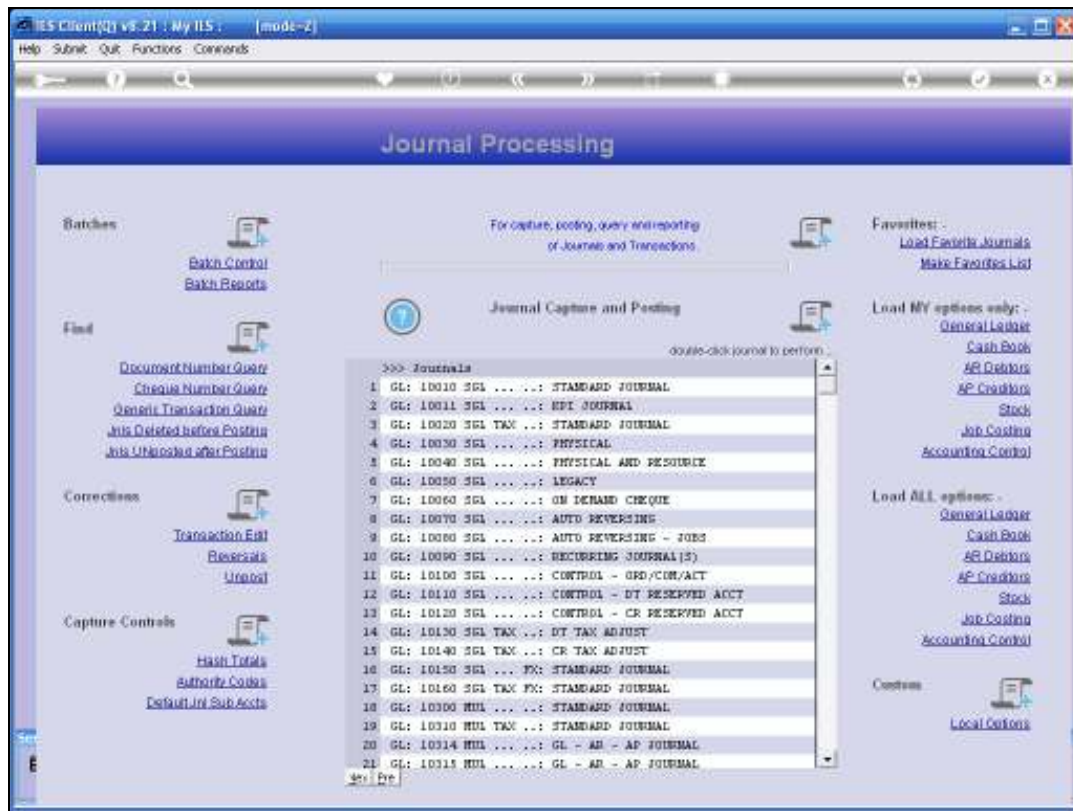 IES Client(Q) v8.21 : My IES : [mode=Z]
Help Submit Quit Functions Commands
Journal Processing
Batches
Batch Control
Batch Reports
Find
Document Number Query
Cheque Number Query
Generic Transaction Query
Jnls Deleted before Posting
Jnls UNposted after Posting
Corrections
Transaction Edit
Reversals
Unpost
Capture Controls
Hash Totals
Authority Codes
Default Jnl Sub Accts
For capture, posting, query and reporting
of Journals and Transactions
Journal Capture and Posting
double-click journal to perform ..
>>> Journals
1 GL: 10010 SGL ... ..: STANDARD JOURNAL
2 GL: 10011 SGL ... ..: KPI JOURNAL
3 GL: 10020 SGL TAX ..: STANDARD JOURNAL
4 GL: 10030 SGL ... ..: PHYSICAL
5 GL: 10040 SGL ... ..: PHYSICAL AND RESOURCE
6 GL: 10050 SGL ... ..: LEGACY
7 GL: 10060 SGL ... ..: ON DEMAND CHEQUE
8 GL: 10070 SGL ... ..: AUTO REVERSING
9 GL: 10080 SGL ... ..: AUTO REVERSING - JOBS
10 GL: 10090 SGL ... ..: RECURRING JOURNAL(S)
11 GL: 10100 SGL ... ..: CONTROL - ORD/COM/ACT
12 GL: 10110 SGL ... ..: CONTROL - DT RESERVED ACCT
13 GL: 10120 SGL ... ..: CONTROL - CR RESERVED ACCT
14 GL: 10130 SGL TAX ..: DT TAX ADJUST
15 GL: 10140 SGL TAX ..: CR TAX ADJUST
16 GL: 10150 SGL ... FX: STANDARD JOURNAL
17 GL: 10160 SGL TAX FX: STANDARD JOURNAL
18 GL: 10300 MUL ... ..: STANDARD JOURNAL
19 GL: 10310 MUL TAX ..: STANDARD JOURNAL
20 GL: 10314 MUL ... ..: GL - AR - AP JOURNAL
21 GL: 10315 MUL ... ..: GL - AR - AP JOURNAL
Nex Pre
Favorites: -
Load Favorite Journals
Make Favorites List
Load MY options only: -
General Ledger
Cash Book
AR Debtors
AP Creditors
Stock
Job Costing
Accounting Control
Load ALL options: -
General Ledger
Cash Book
AR Debtors
AP Creditors
Stock
Job Costing
Accounting Control
Custom
Local Options